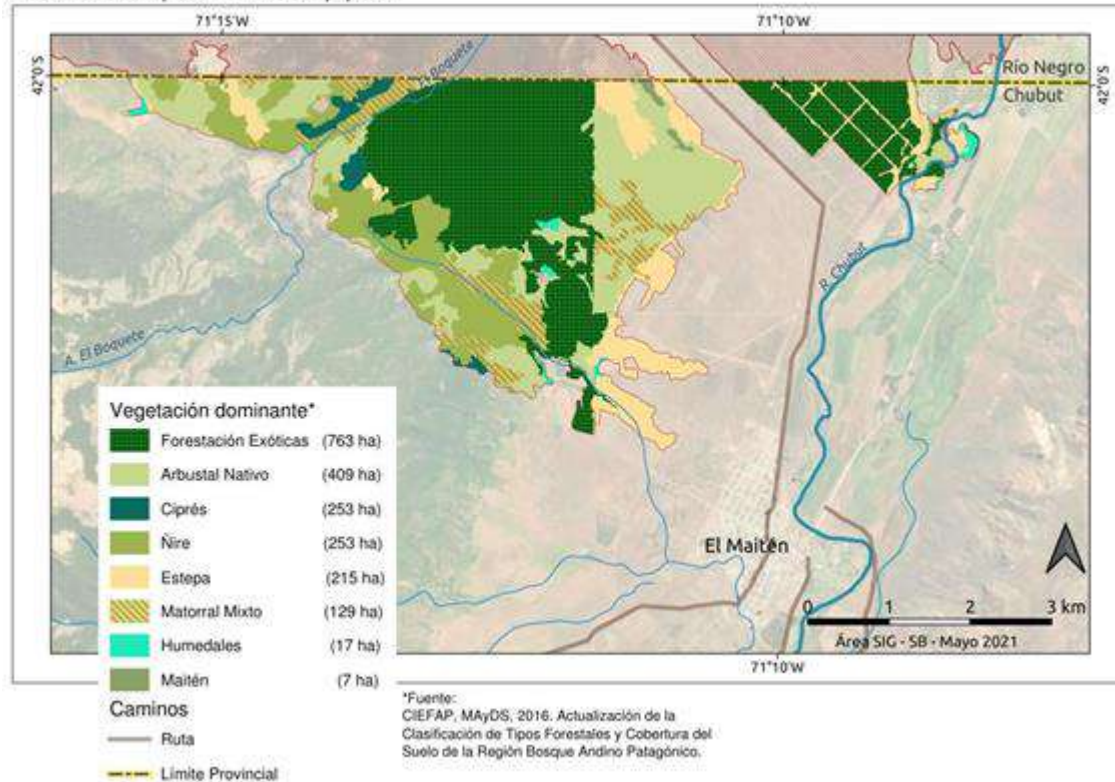 71°15'W
71°10'W
42°0'S
42°0'S
Río Negro
Chubut
El Boquete
R. Chubut
A. El Boquete
El Maitén
Vegetación dominante*
Forestación Exóticas (763 ha)
Arbustal Nativo (409 ha)
Ciprés (253 ha)
Ñire (253 ha)
Estepa (215 ha)
Matorral Mixto (129 ha)
Humedales (17 ha)
Maitén (7 ha)
Caminos
Ruta
Límite Provincial
0 1 2 3 km
Área SIG - SB - Mayo 2021
71°10'W
*Fuente:
CIEFAP, MAyDS, 2016. Actualización de la
Clasificación de Tipos Forestales y Cobertura del
Suelo de la Región Bosque Andino Patagónico.